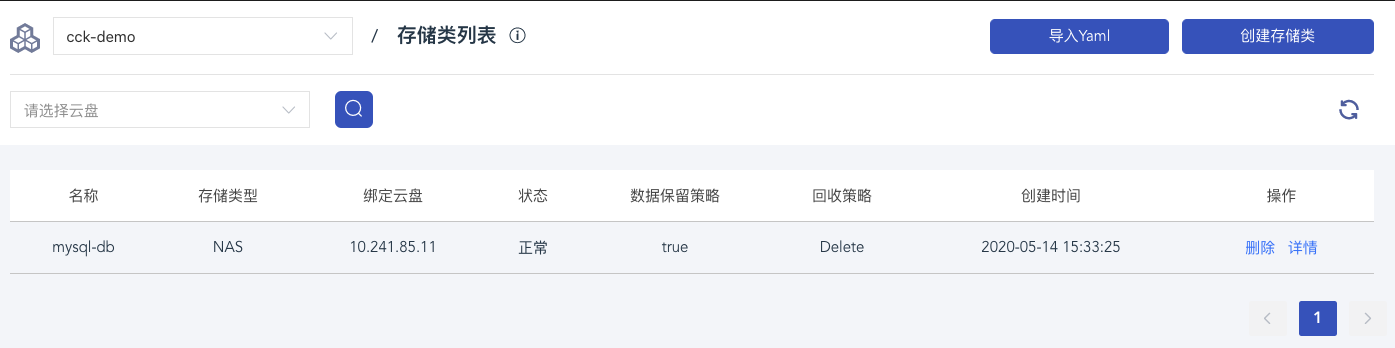 cck-demo / 存储类列表 导入Yaml 创建存储类
请选择云盘
名称 存储类型 绑定云盘 状态 数据保留策略 回收策略 创建时间 操作
mysql-db NAS 10.241.85.11 正常 true Delete 2020-05-14 15:33:25 删除 详情
1